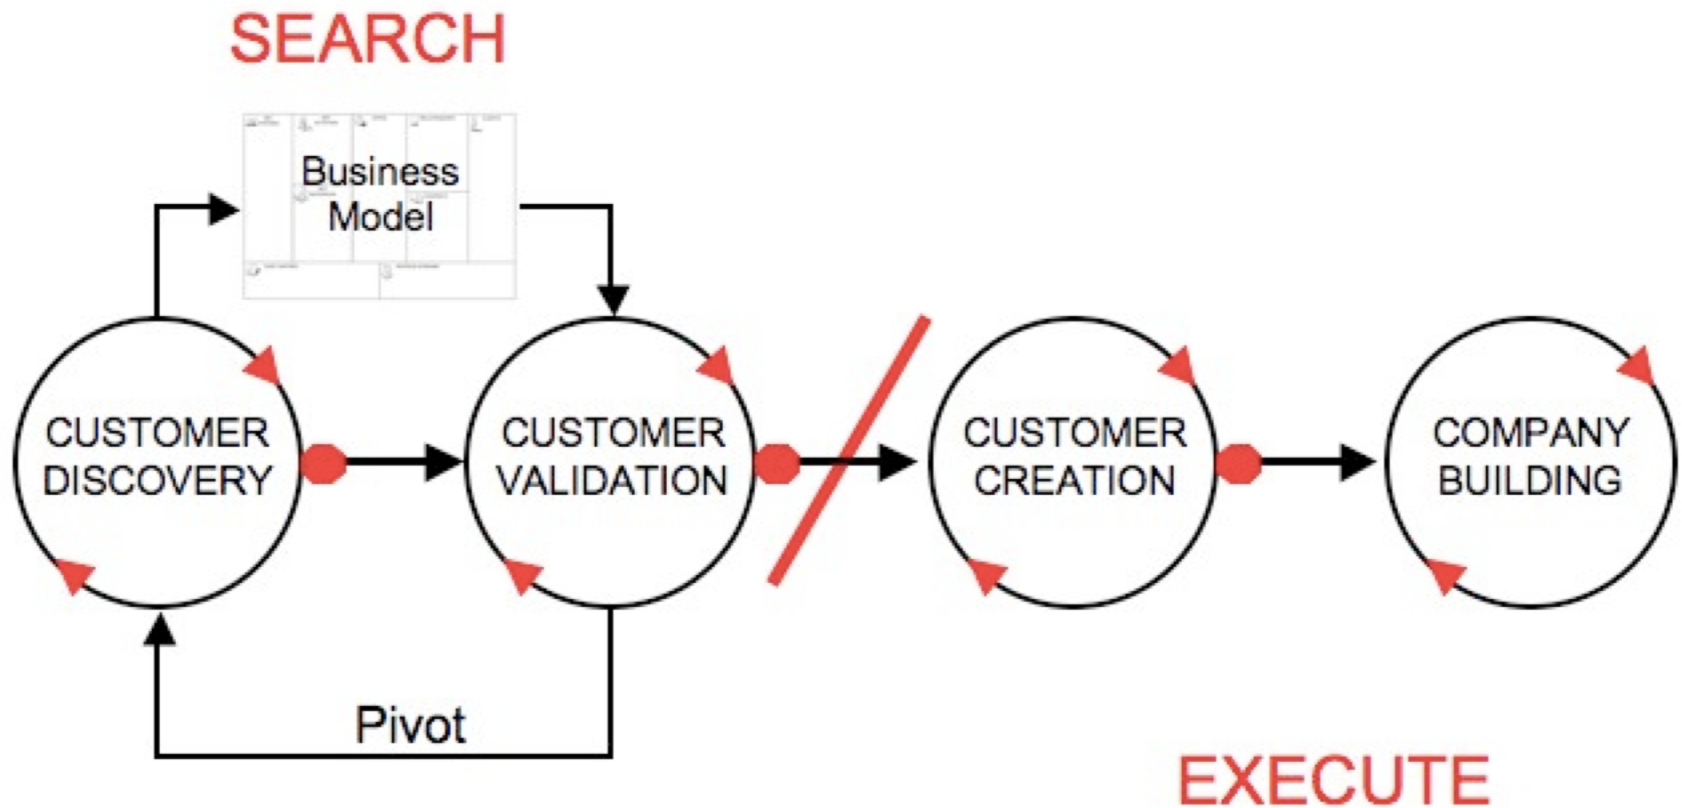 SEARCH
Business
Model
CUSTOMER
DISCOVERY
CUSTOMER
VALIDATION
CUSTOMER
CREATION
COMPANY
BUILDING
Pivot
EXECUTE